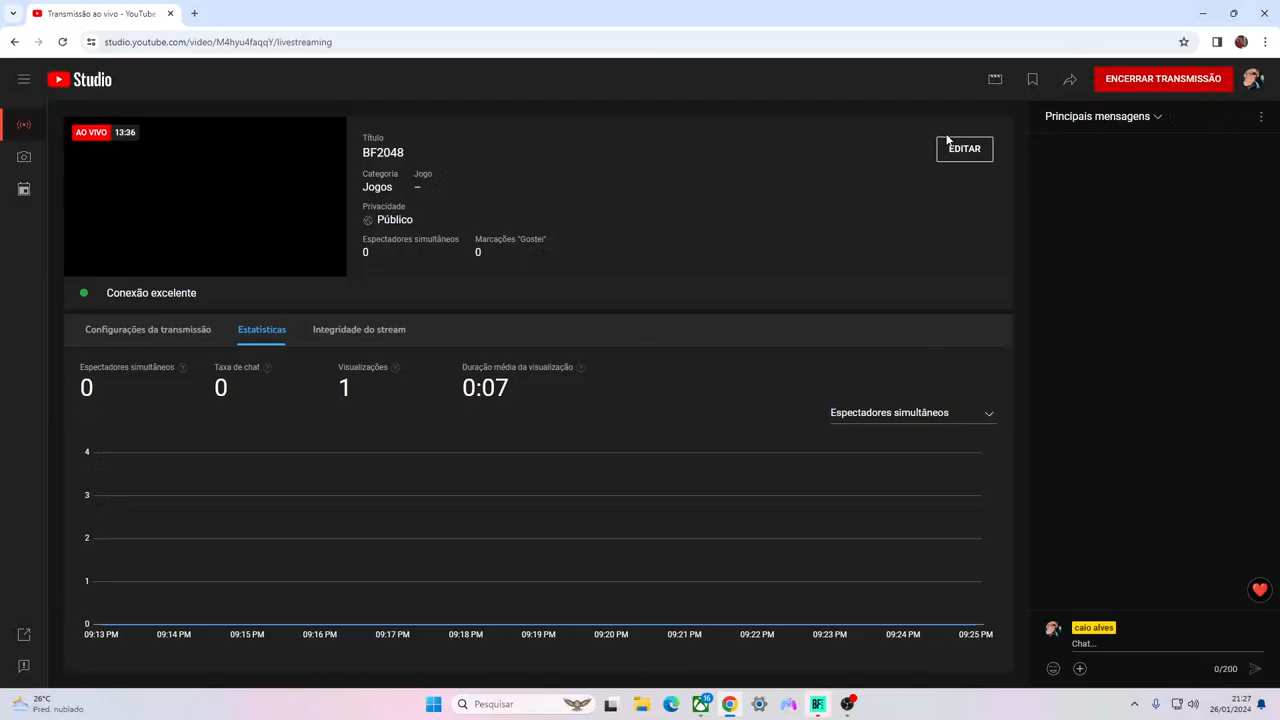 Transmissão ao vivo - YouTube
studio.youtube.com/video/M4hyu4faqqY/livestreaming
Studio
ENCERRAR TRANSMISSÃO
AO VIVO 13:36
Título
BF2048
EDITAR
Categoria Jogo
Jogos –
Privacidade
Público
Espectadores simultâneos Marcações "Gostei"
0 0
Conexão excelente
Principais mensagens
Configurações da transmissão Estatísticas Integridade do stream
Espectadores simultâneos Taxa de chat Visualizações Duração média da visualização
0 0 1 0:07
Espectadores simultâneos
4
3
2
1
0
09:13 PM 09:14 PM 09:15 PM 09:16 PM 09:17 PM 09:18 PM 09:19 PM 09:20 PM 09:21 PM 09:22 PM 09:23 PM 09:24 PM 09:25 PM
caio alves
Chat...
0/200
26°C
Pred. nublado
Pesquisar
16
BF
21:27
26/01/2024